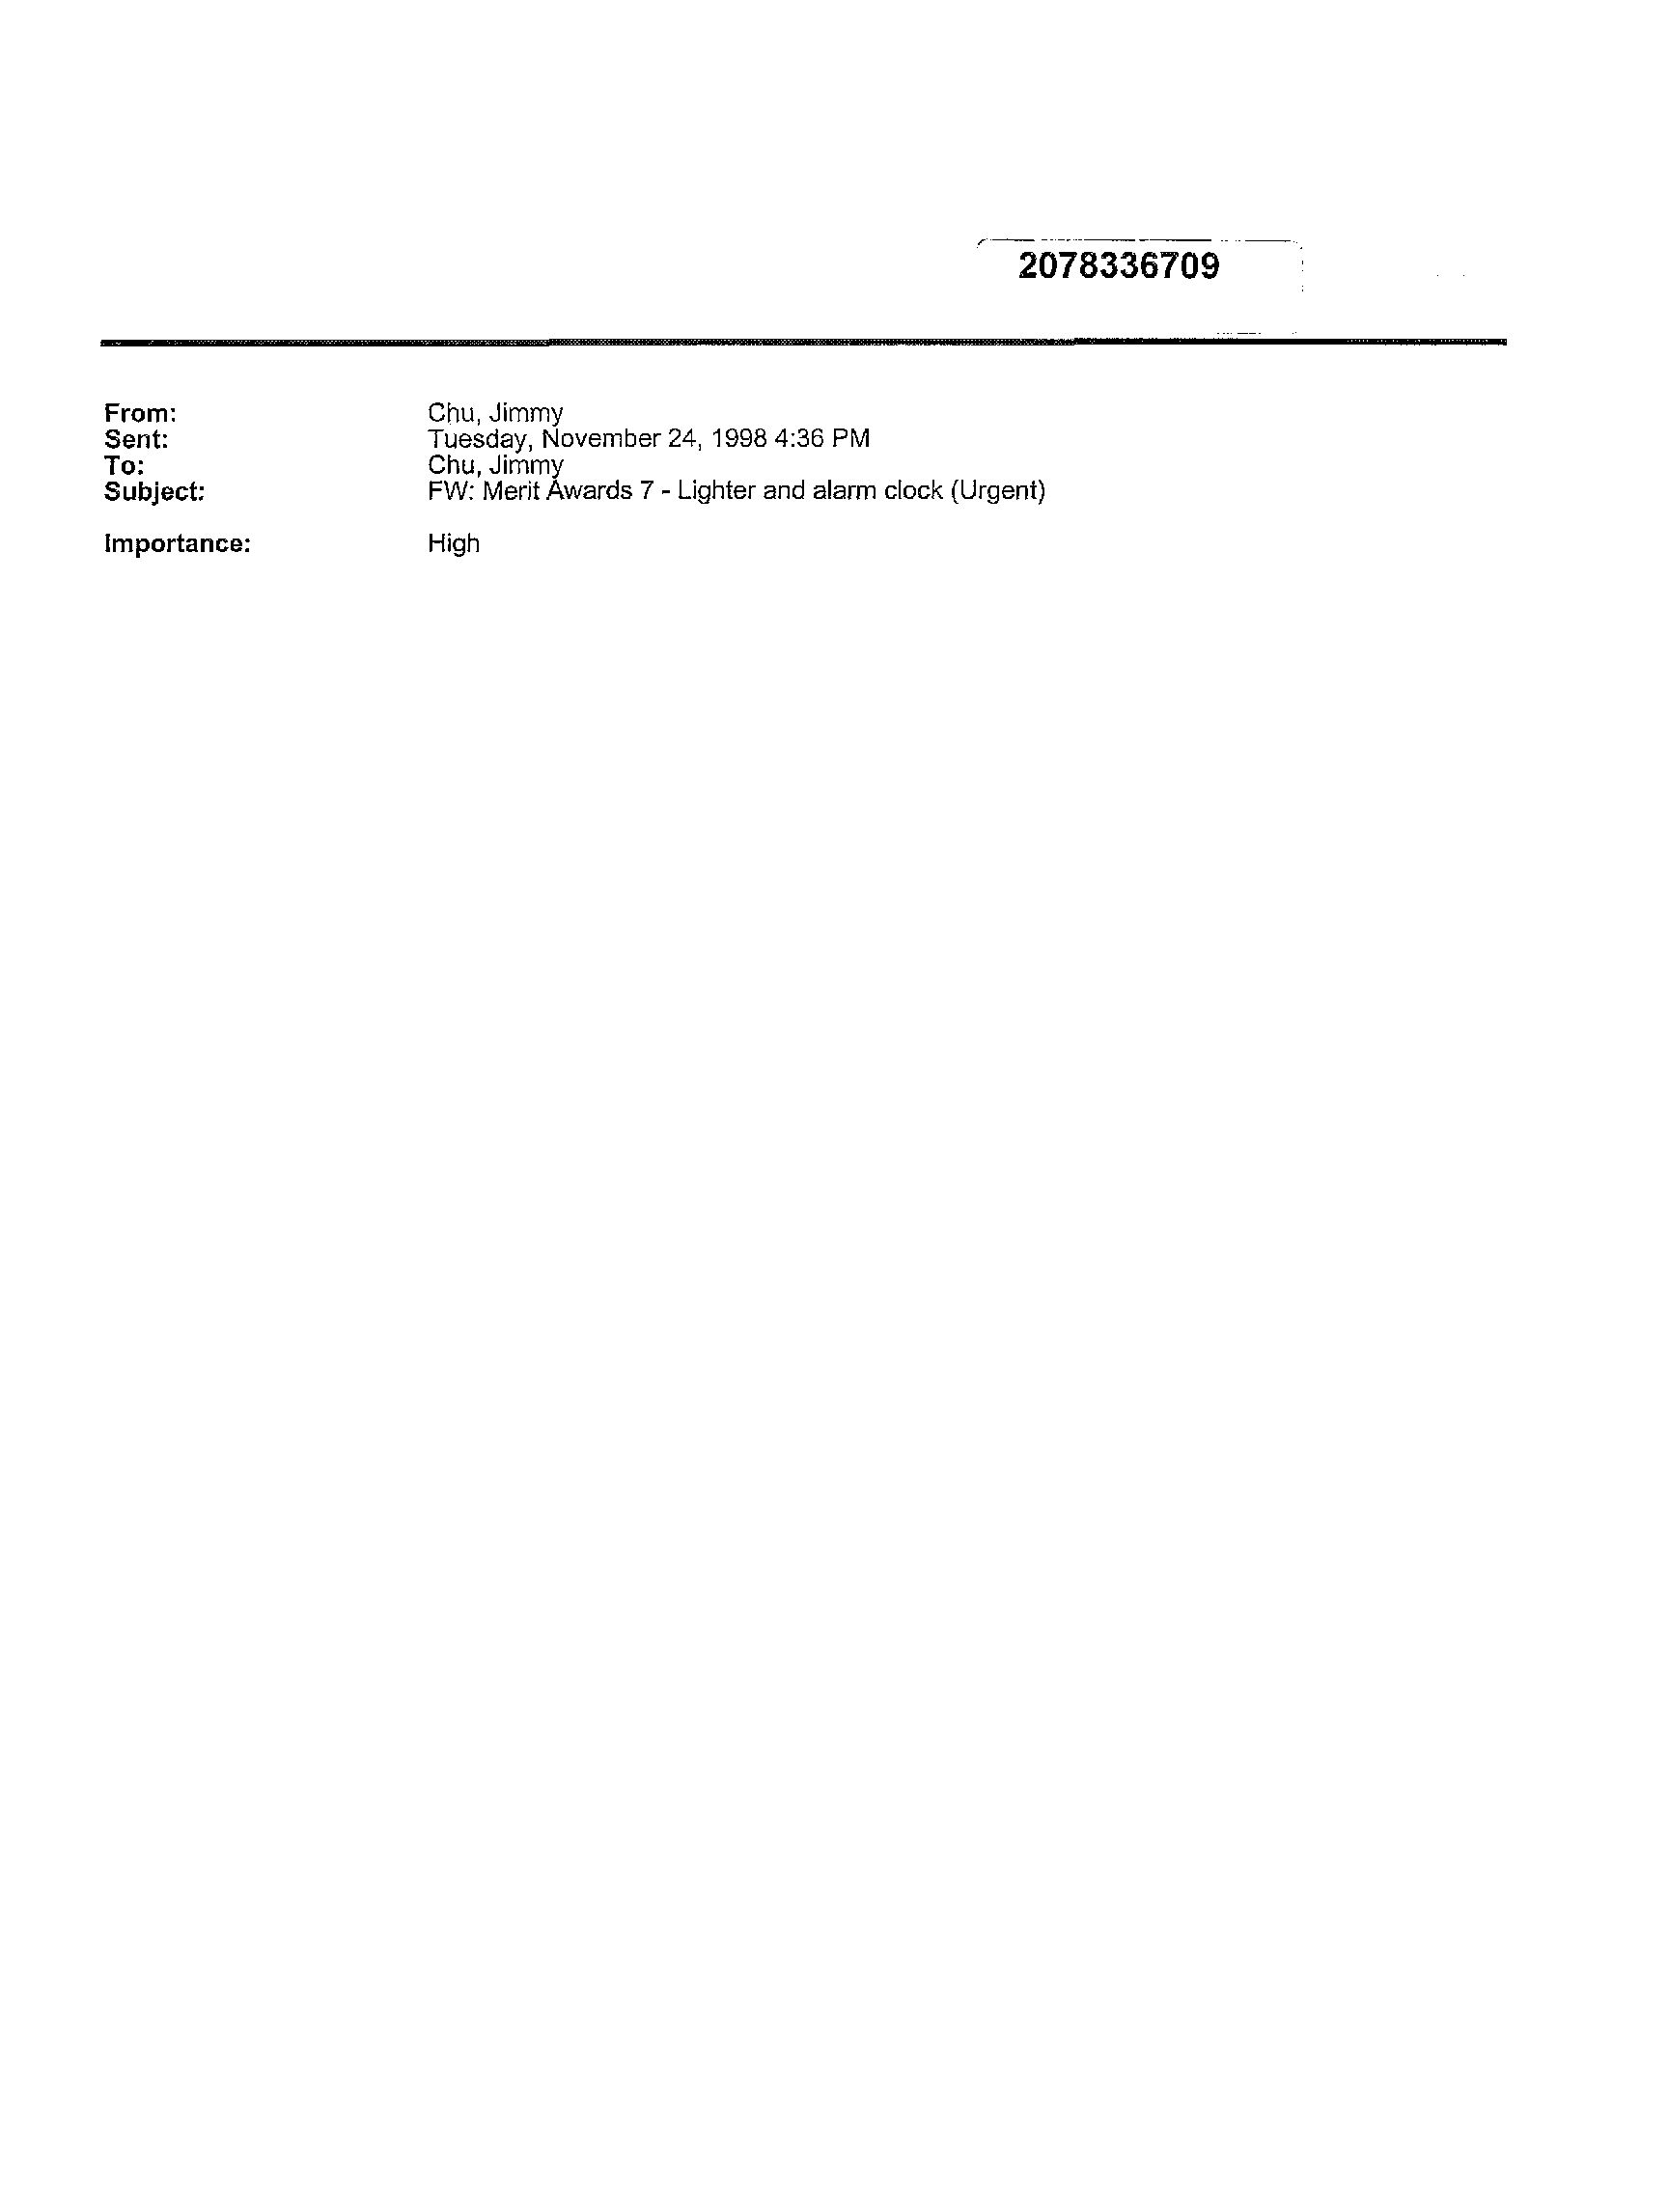 2078336709
From: Chu, Jimmy
Sent: Tuesday, November 24, 1998 4:36 PM
To: Chu, Jimmy
Subject: FW: Merit Awards 7 - Lighter and alarm clock (Urgent)
Importance: High